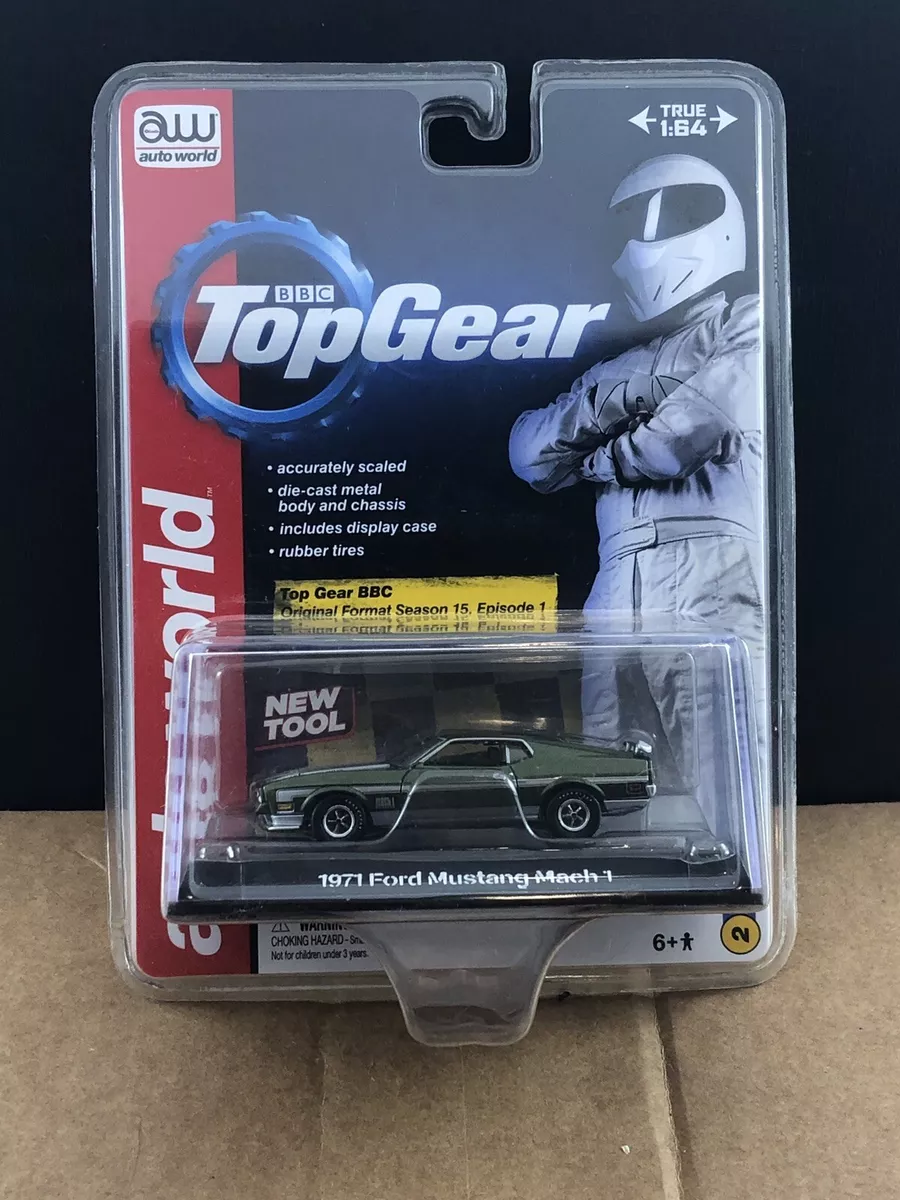 aw
auto world
TRUE
1:64
BBC
TopGear
• accurately scaled
• die-cast metal
body and chassis
• includes display case
• rubber tires
Top Gear BBC
Original Format Season 15, Episode 1
NEW
TOOL
MACH 1
1971 Ford Mustang Mach 1
CHOKING HAZARD -
Not for children under 3 years.
6+
2